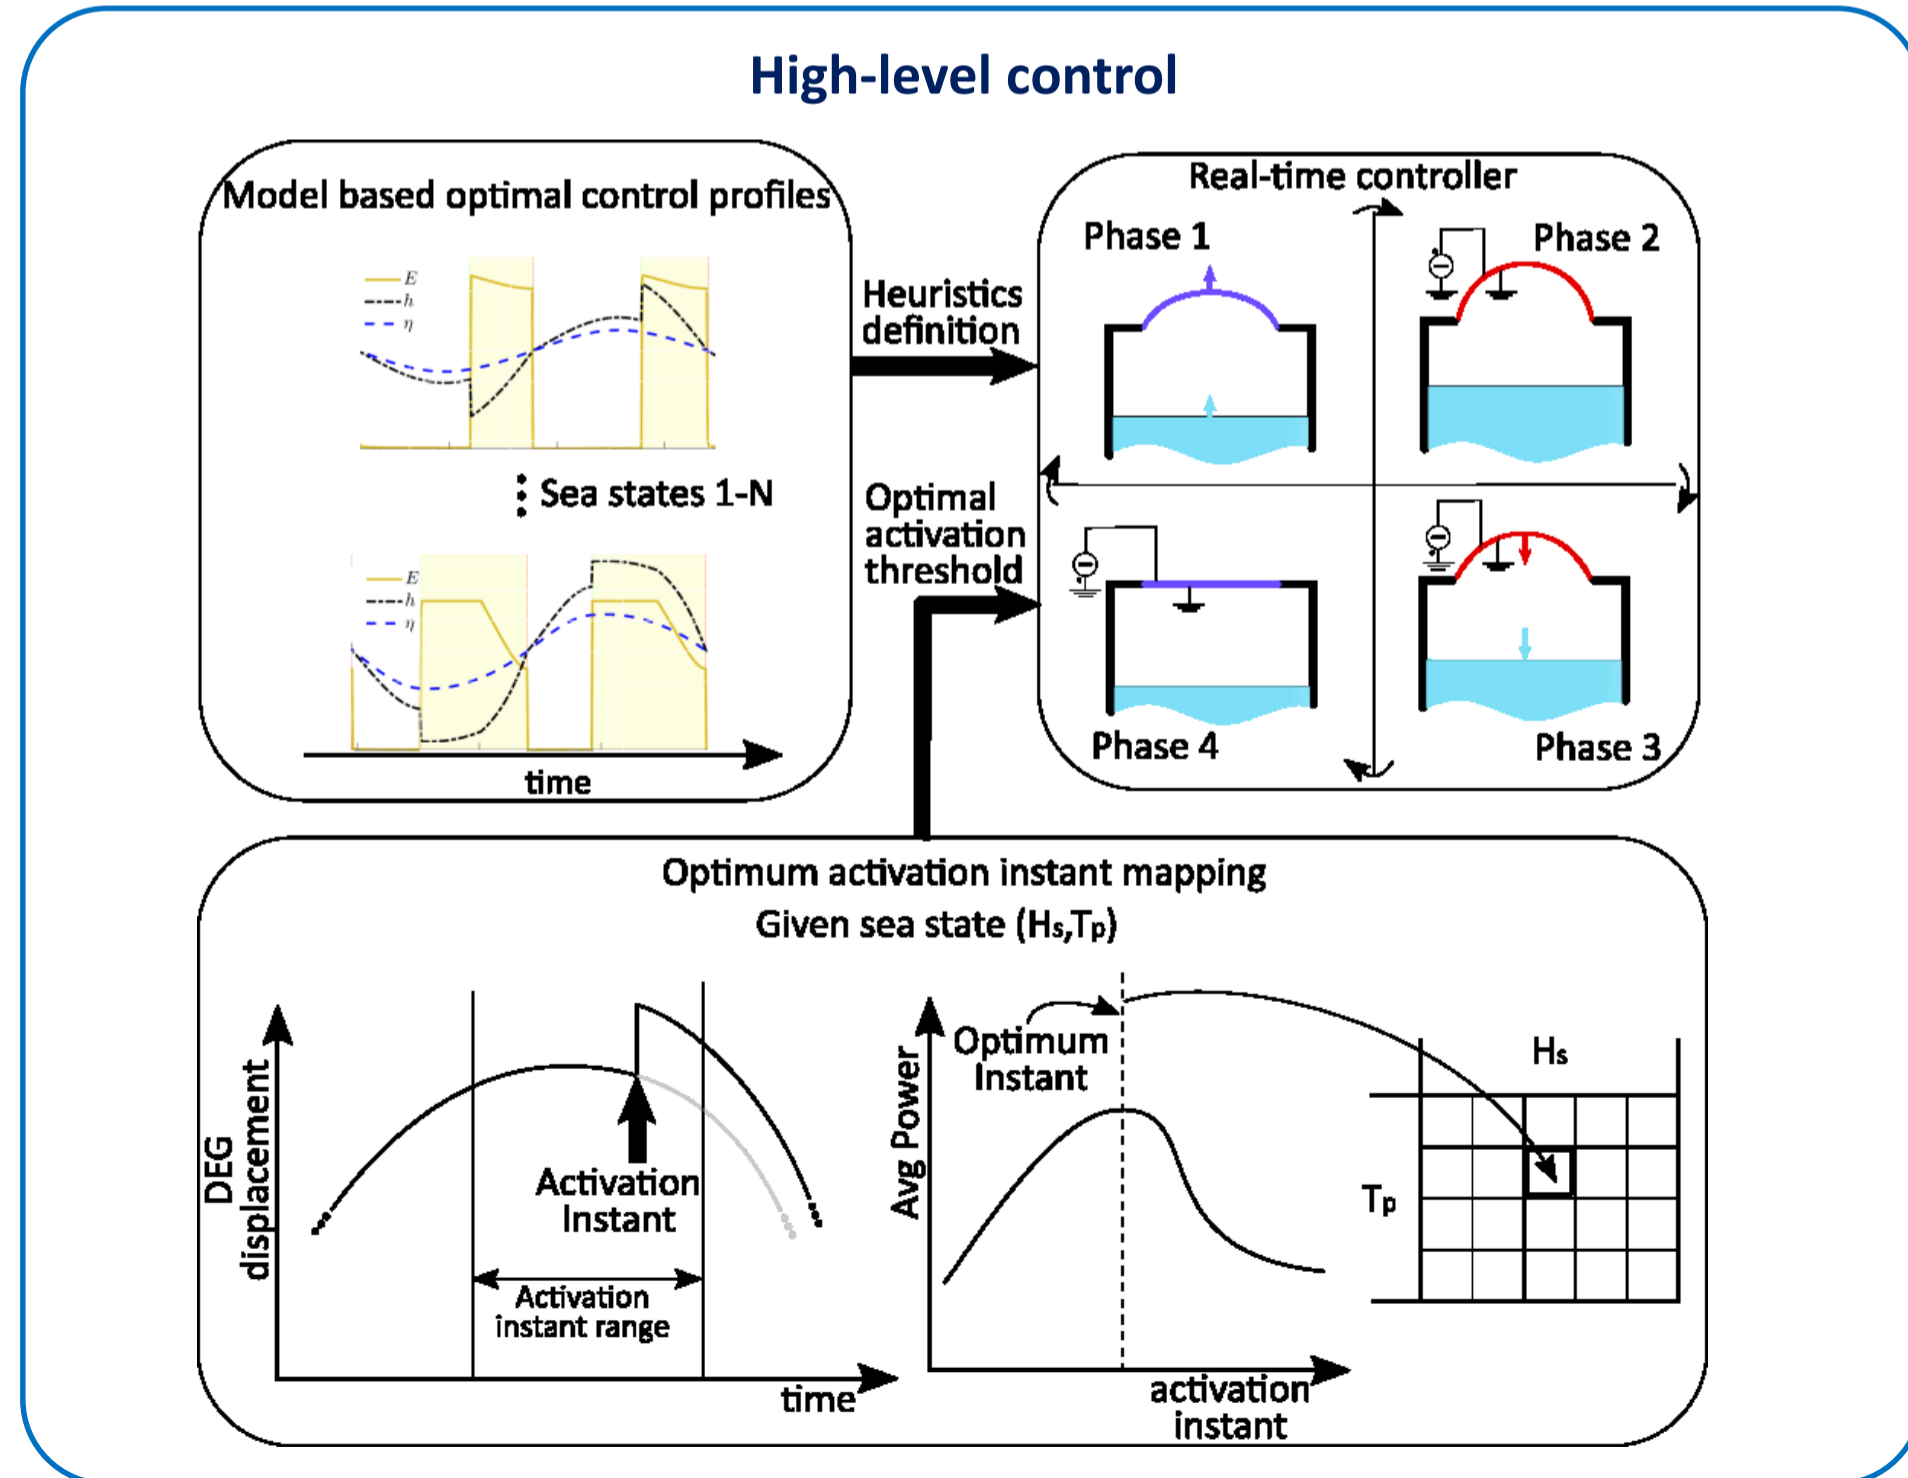 High-level control
Model based optimal control profiles
E
h
η
Sea states 1-N
E
h
η
time
Heuristics
definition
Optimal
activation
threshold
Real-time controller
Phase 1
Phase 2
Phase 4
Phase 3
Optimum activation instant mapping
Given sea state (Hs,Tp)
DEG
displacement
Activation
Instant
Activation
instant range
time
Avg Power
Optimum
Instant
activation
instant
Hs
Tp